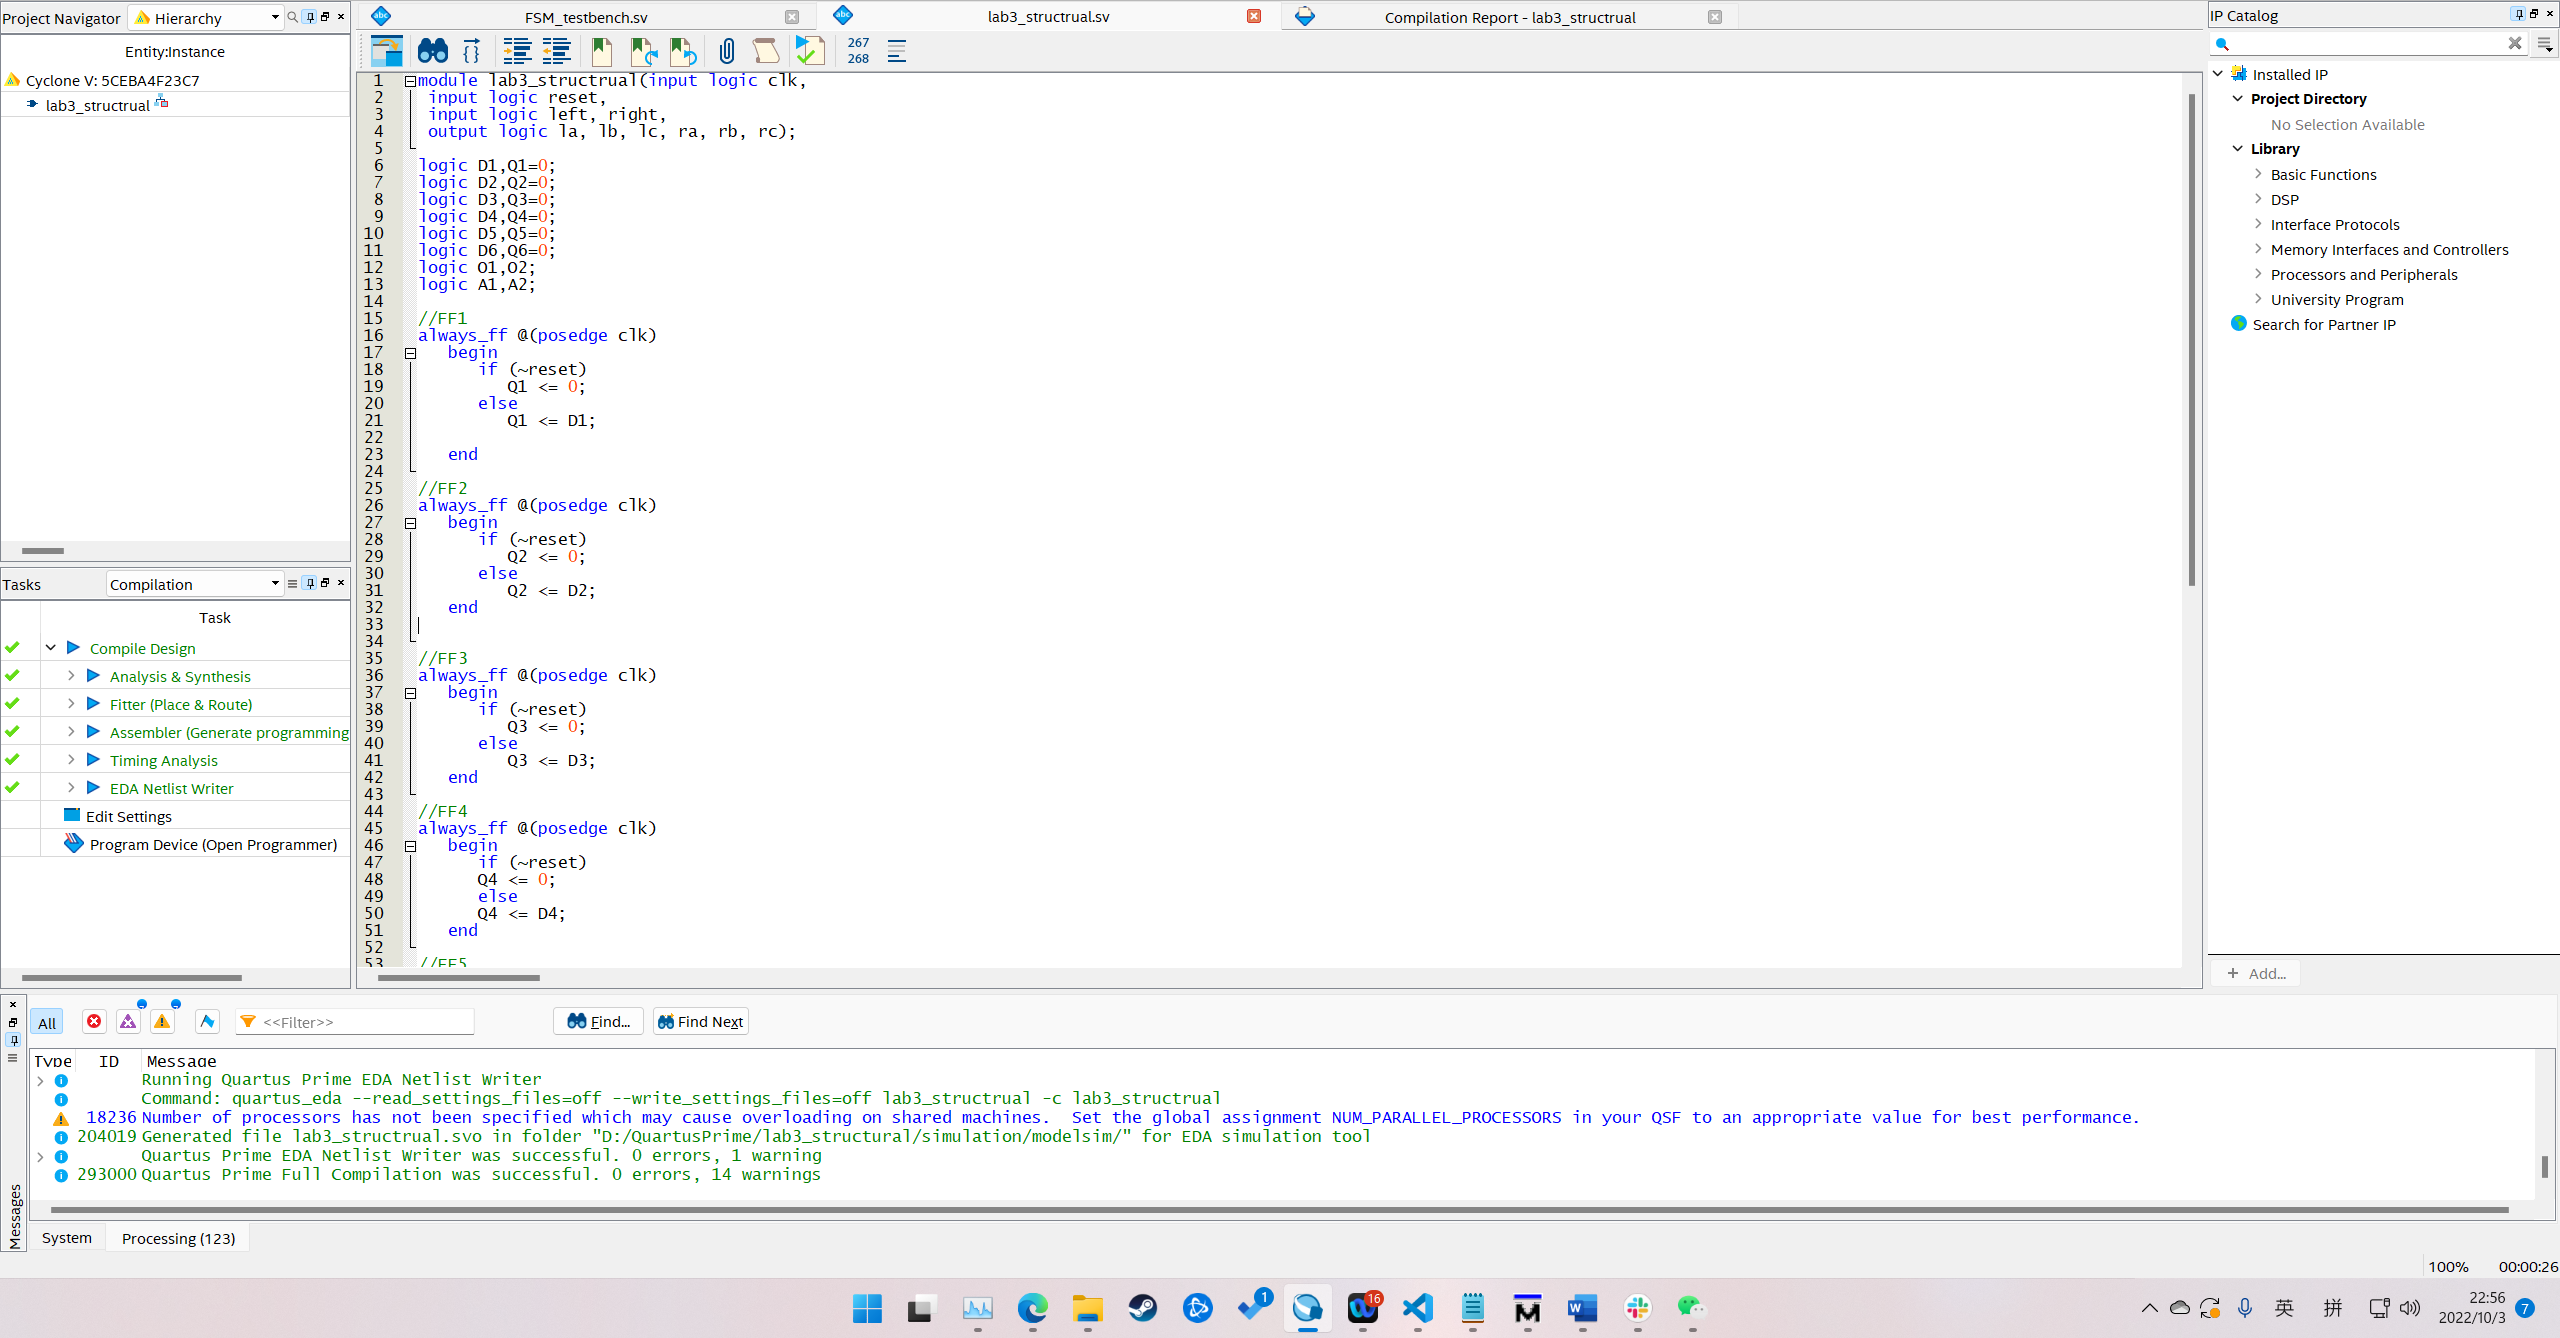 Project Navigator Hierarchy
Entity:Instance
Cyclone V: 5CEBA4F23C7
lab3_structrual
Tasks Compilation
Task
Compile Design
Analysis & Synthesis
Fitter (Place & Route)
Assembler (Generate programming
Timing Analysis
EDA Netlist Writer
Edit Settings
Program Device (Open Programmer)
FSM_testbench.sv lab3_structrual.sv Compilation Report - lab3_structrual
267
268
1 module lab3_structrual(input logic clk,
2 input logic reset,
3 input logic left, right,
4 output logic la, lb, lc, ra, rb, rc);
5
6 logic D1,Q1=0;
7 logic D2,Q2=0;
8 logic D3,Q3=0;
9 logic D4,Q4=0;
10 logic D5,Q5=0;
11 logic D6,Q6=0;
12 logic O1,O2;
13 logic A1,A2;
14
15 //FF1
16 always_ff @(posedge clk)
17 begin
18 if (~reset)
19 Q1 <= 0;
20 else
21 Q1 <= D1;
22
23 end
24
25 //FF2
26 always_ff @(posedge clk)
27 begin
28 if (~reset)
29 Q2 <= 0;
30 else
31 Q2 <= D2;
32 end
33
34
35 //FF3
36 always_ff @(posedge clk)
37 begin
38 if (~reset)
39 Q3 <= 0;
40 else
41 Q3 <= D3;
42 end
43
44 //FF4
45 always_ff @(posedge clk)
46 begin
47 if (~reset)
48 Q4 <= 0;
49 else
50 Q4 <= D4;
51 end
52
53 //FF5
IP Catalog
Installed IP
Project Directory
No Selection Available
Library
Basic Functions
DSP
Interface Protocols
Memory Interfaces and Controllers
Processors and Peripherals
University Program
Search for Partner IP
+ Add...
All <<Filter>> Find... Find Next
Type ID Message
Running Quartus Prime EDA Netlist Writer
Command: quartus_eda --read_settings_files=off --write_settings_files=off lab3_structrual -c lab3_structrual
18236 Number of processors has not been specified which may cause overloading on shared machines.  Set the global assignment NUM_PARALLEL_PROCESSORS in your QSF to an appropriate value for best performance.
204019 Generated file lab3_structrual.svo in folder "D:/QuartusPrime/lab3_structural/simulation/modelsim/" for EDA simulation tool
Quartus Prime EDA Netlist Writer was successful. 0 errors, 1 warning
293000 Quartus Prime Full Compilation was successful. 0 errors, 14 warnings
Messages
System Processing (123)
100% 00:00:26
1 16 英 拼 22:56 7
2022/10/3